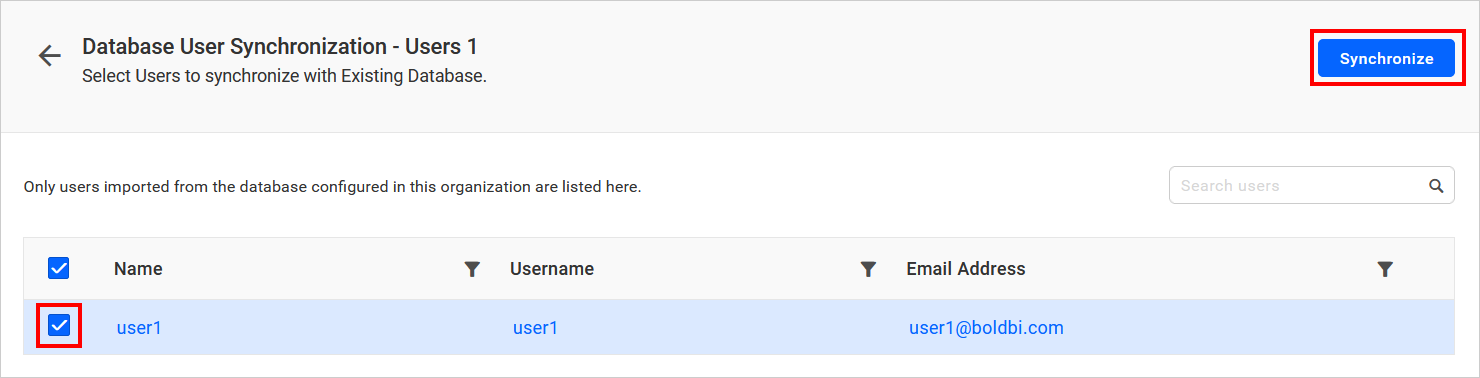 Database User Synchronization - Users 1
Select Users to synchronize with Existing Database.
Synchronize
Only users imported from the database configured in this organization are listed here.
Search users
Name Username Email Address
user1 user1 user1@boldbi.com